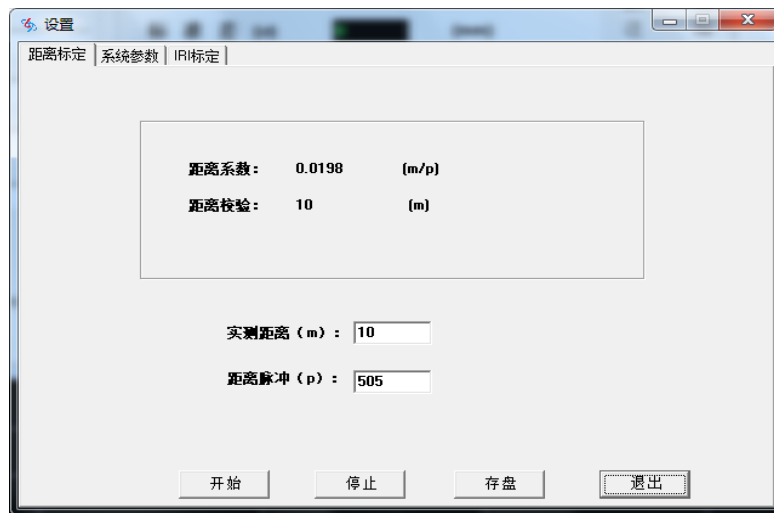 设置
距离标定 系统参数 IRI标定
距离系数： 0.0198 (m/p)
距离校验： 10 (m)
实测距离（m）： 10
距离脉冲（p）： 505
开始 停止 存盘 退出